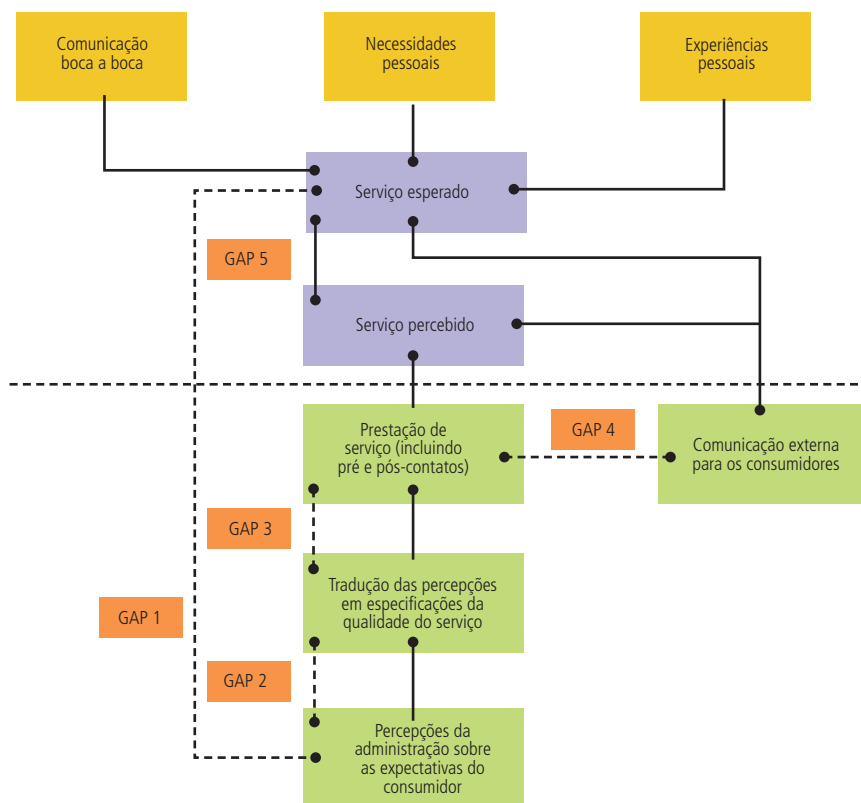 Comunicação
boca a boca
Necessidades
pessoais
Experiências
pessoais
Serviço esperado
GAP 5
Serviço percebido
Prestação de
serviço (incluindo
pré e pós-contatos)
GAP 4
Comunicação externa
para os consumidores
GAP 3
Tradução das percepções
em especificações da
qualidade do serviço
GAP 1
GAP 2
Percepções da
administração sobre
as expectativas do
consumidor